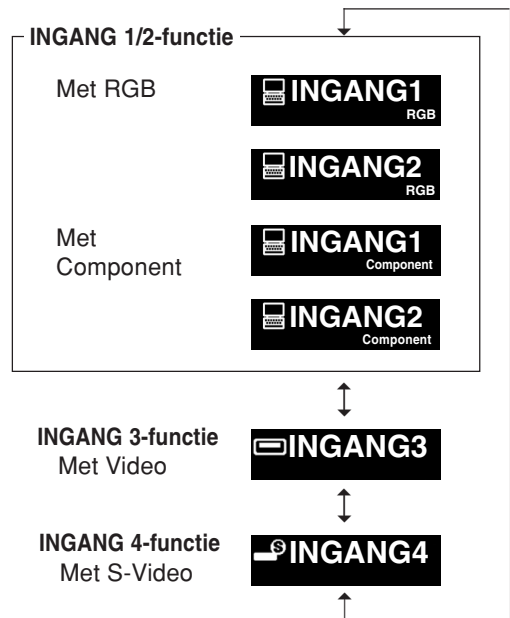 INGANG 1/2-functie
Met RGB
INGANG1
RGB
INGANG2
RGB
Met
Component
INGANG1
Component
INGANG2
Component
INGANG 3-functie
Met Video
INGANG3
INGANG 4-functie
Met S-Video
S
INGANG4